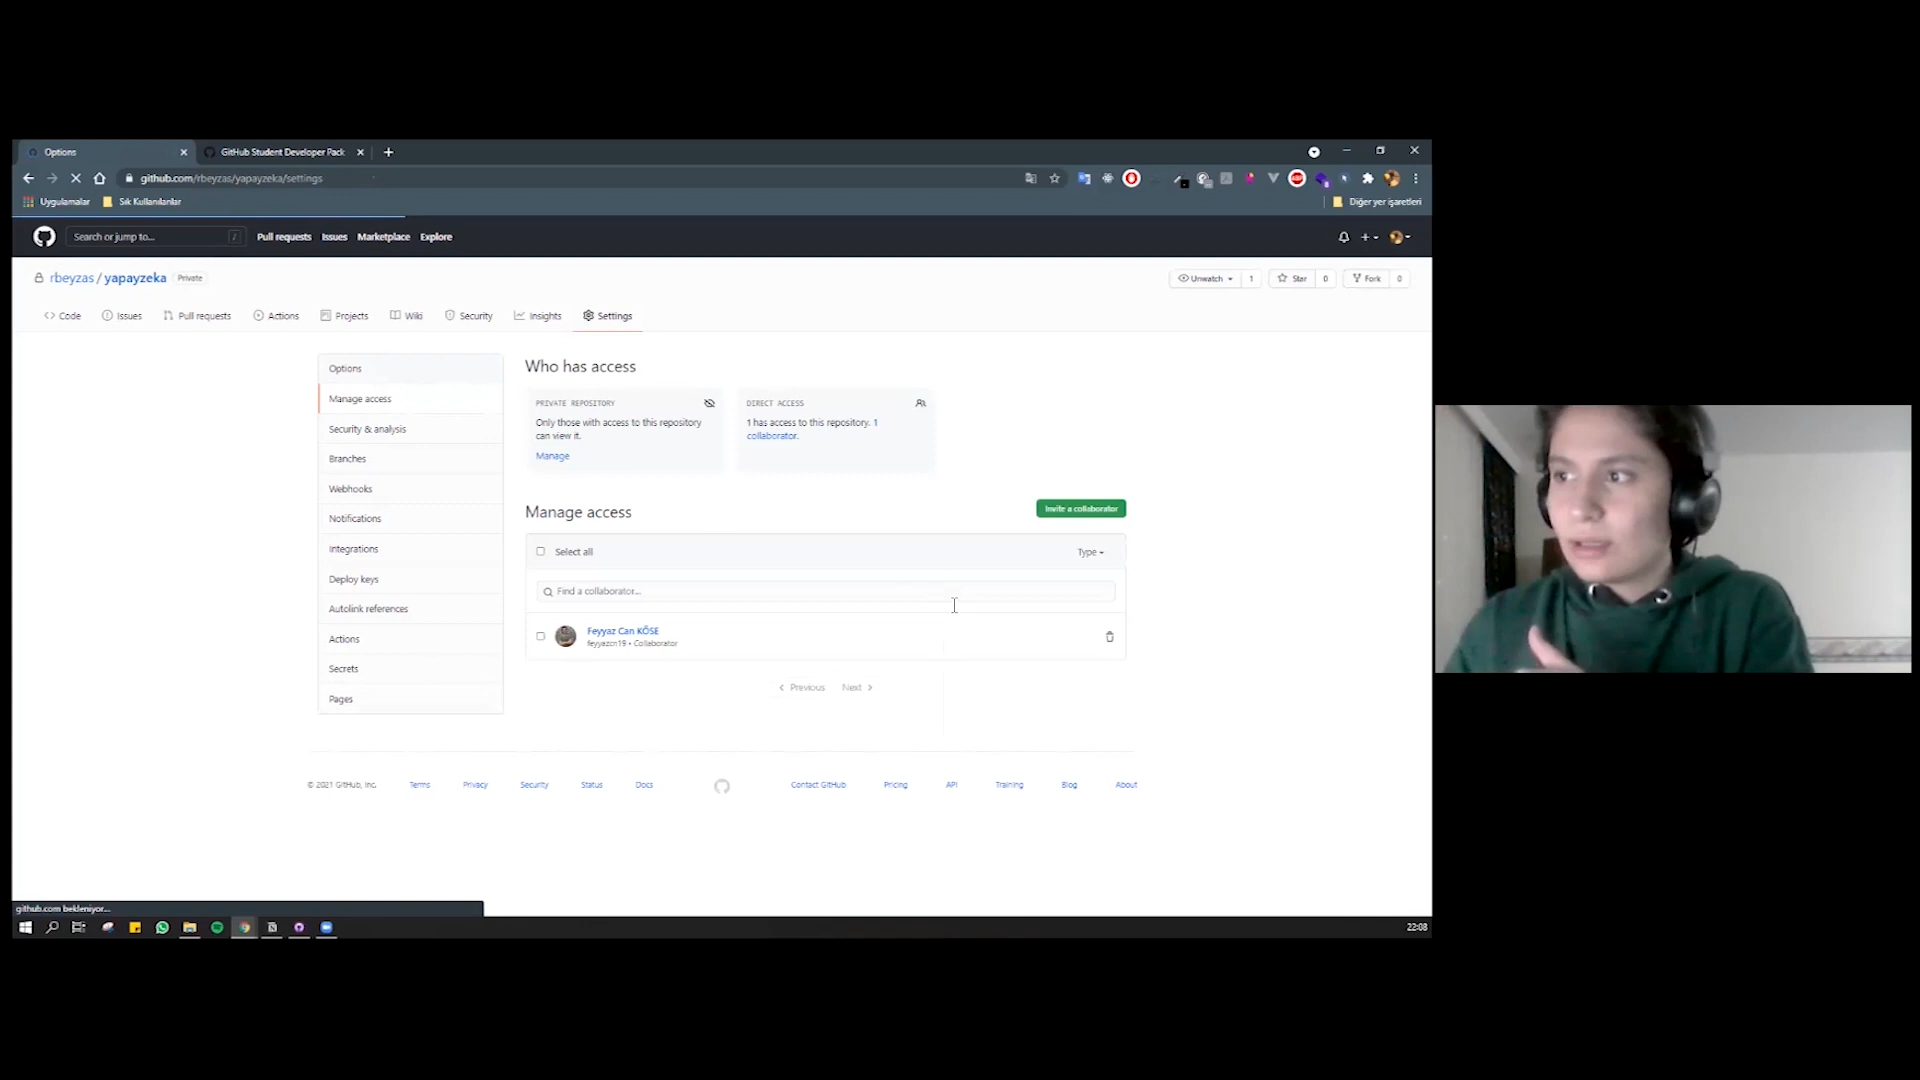 Options
GitHub Student Developer Pack
github.com/rbeyzas/yapayzeka/settings
Uygulamalar
Sık Kullanılanlar
Diğer yer işaretleri
Search or jump to...
/
Pull requests
Issues
Marketplace
Explore
rbeyzas / yapayzeka
Private
Unwatch
1
Star
0
Fork
0
Code
Issues
Pull requests
Actions
Projects
Wiki
Security
Insights
Settings
Options
Manage access
Security & analysis
Branches
Webhooks
Notifications
Integrations
Deploy keys
Autolink references
Actions
Secrets
Pages
Who has access
PRIVATE REPOSITORY
Only those with access to this repository
can view it.
Manage
DIRECT ACCESS
1 has access to this repository. 1
collaborator.
Manage access
Invite a collaborator
Select all
Type
Find a collaborator...
Feyyaz Can KÖSE
feyyazcn19 • Collaborator
Previous
Next
© 2021 GitHub, Inc.
Terms
Privacy
Security
Status
Docs
Contact GitHub
Pricing
API
Training
Blog
About
github.com bekleniyor...
22:08